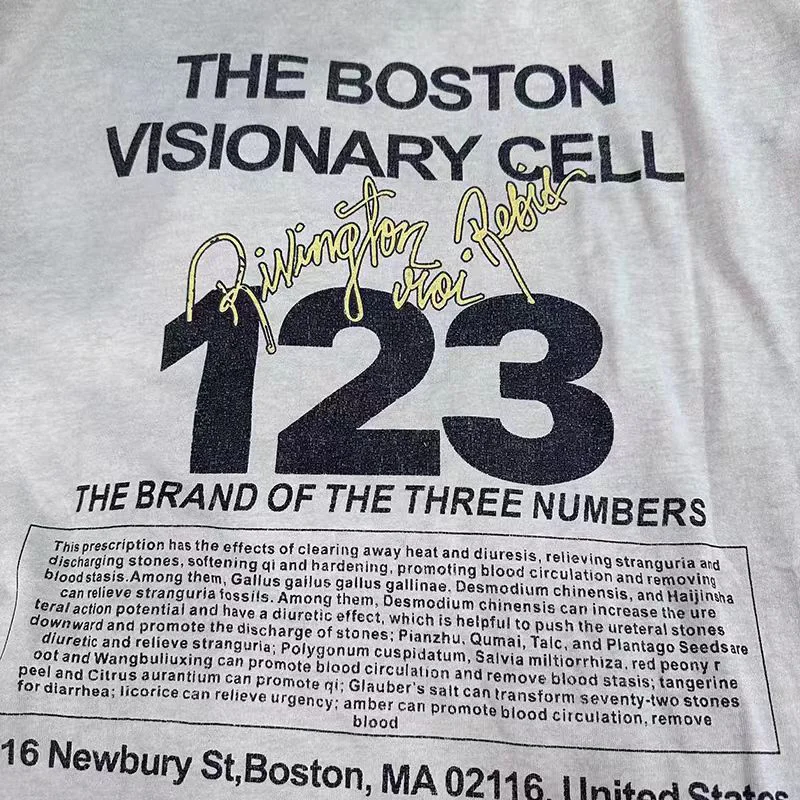 THE BOSTON
VISIONARY CELL
Rivington
rioi Rebis
123
THE BRAND OF THE THREE NUMBERS
This prescription has the effects of clearing away heat and diuresis, relieving stranguria and
discharging stones, softening qi and hardening, promoting blood circulation and removing
blood stasis.Among them, Gallus gailus gallus gallinae. Desmodium chinensis, and Haijinsha
can relieve stranguria fossils. Among them, Desmodium chinensis can increase the ure
teral action potential and have a diuretic effect, which is helpful to push the ureteral stones
downward and promote the discharge of stones; Pianzhu, Qumai, Talc, and Plantago Seeds are
diuretic and relieve stranguria; Polygonum cuspidatum, Salvia miltiorrhiza, red peony r
oot and Wangbuliuxing can promote blood circulation and remove blood stasis; tangerine
peel and Citrus aurantium can promote qi; Glauber's salt can transform seventy-two stones
for diarrhea; licorice can relieve urgency; amber can promote blood circulation, remove
blood
16 Newbury St,Boston, MA 02116, United States